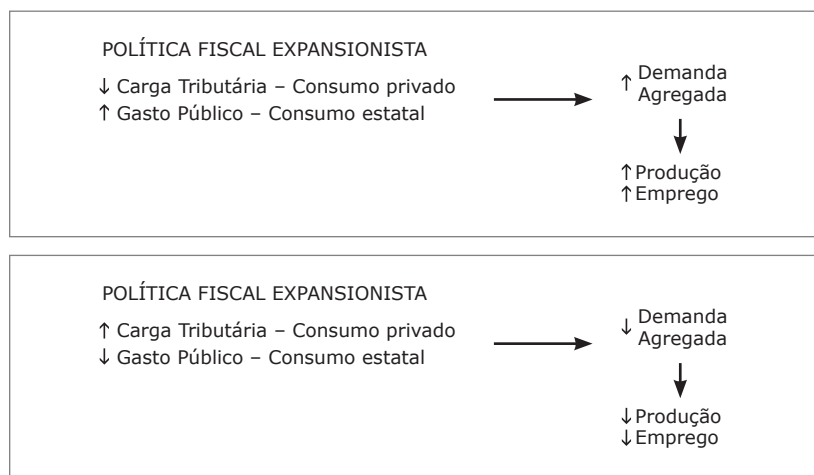 POLÍTICA FISCAL EXPANSIONISTA
↓ Carga Tributária – Consumo privado
↑ Gasto Público – Consumo estatal
↑ Demanda
Agregada
↑ Produção
↑ Emprego
POLÍTICA FISCAL EXPANSIONISTA
↑ Carga Tributária – Consumo privado
↓ Gasto Público – Consumo estatal
↓ Demanda
Agregada
↓ Produção
↓ Emprego